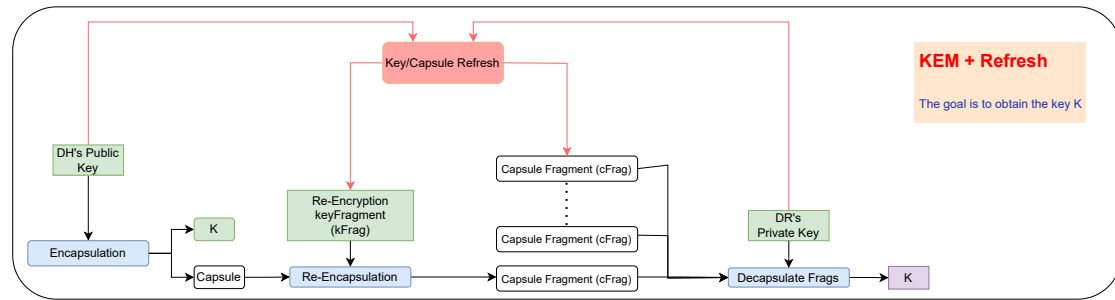 KEM + Refresh
The goal is to obtain the key K
Key/Capsule Refresh
DH's Public
Key
Capsule Fragment (cFrag)
Re-Encryption
keyFragment
(kFrag)
K
DR's
Private Key
Capsule Fragment (cFrag)
Encapsulation
Capsule
Re-Encapsulation
Capsule Fragment (cFrag)
Decapsulate Frags
K